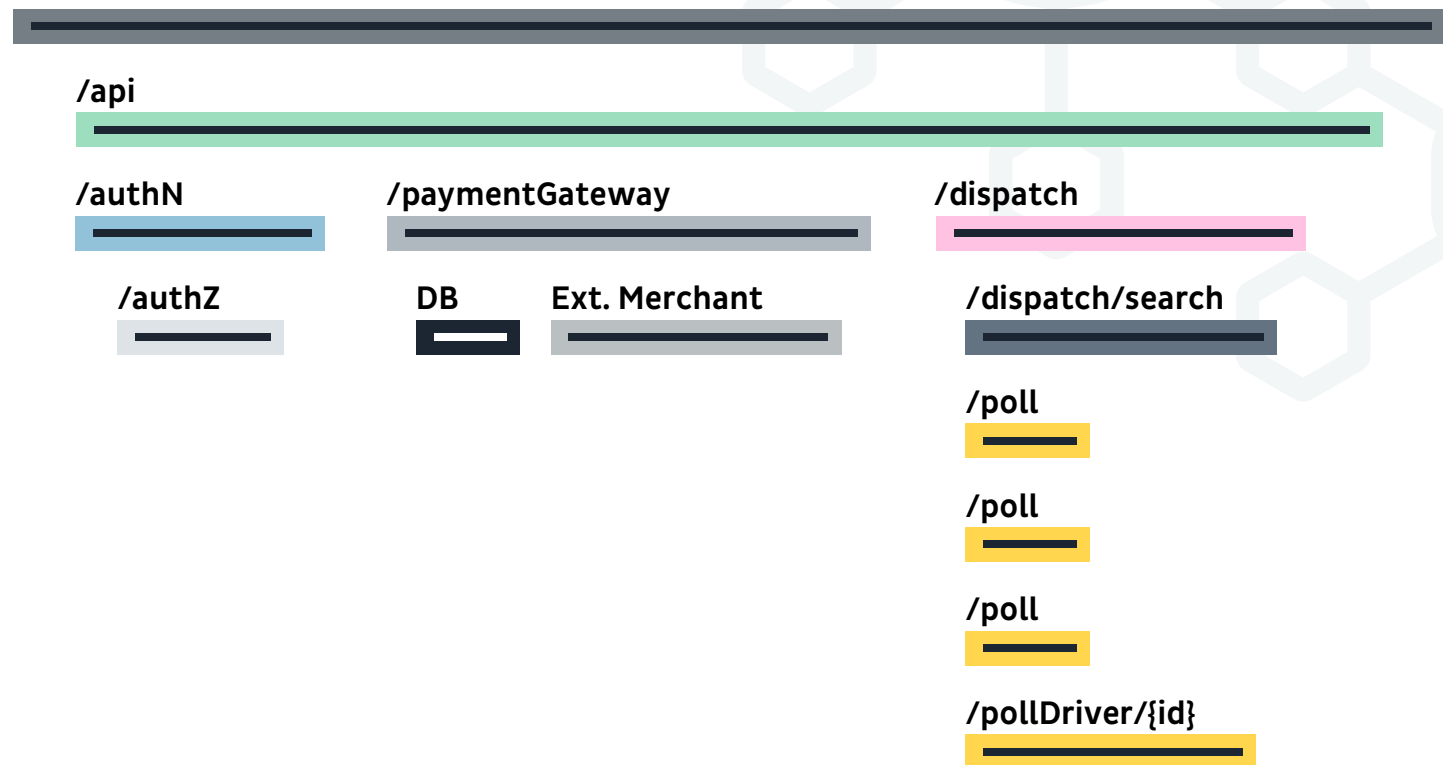 /api
/authN
/paymentGateway
/dispatch
/authZ
DB
Ext. Merchant
/dispatch/search
/poll
/poll
/poll
/pollDriver/{id}